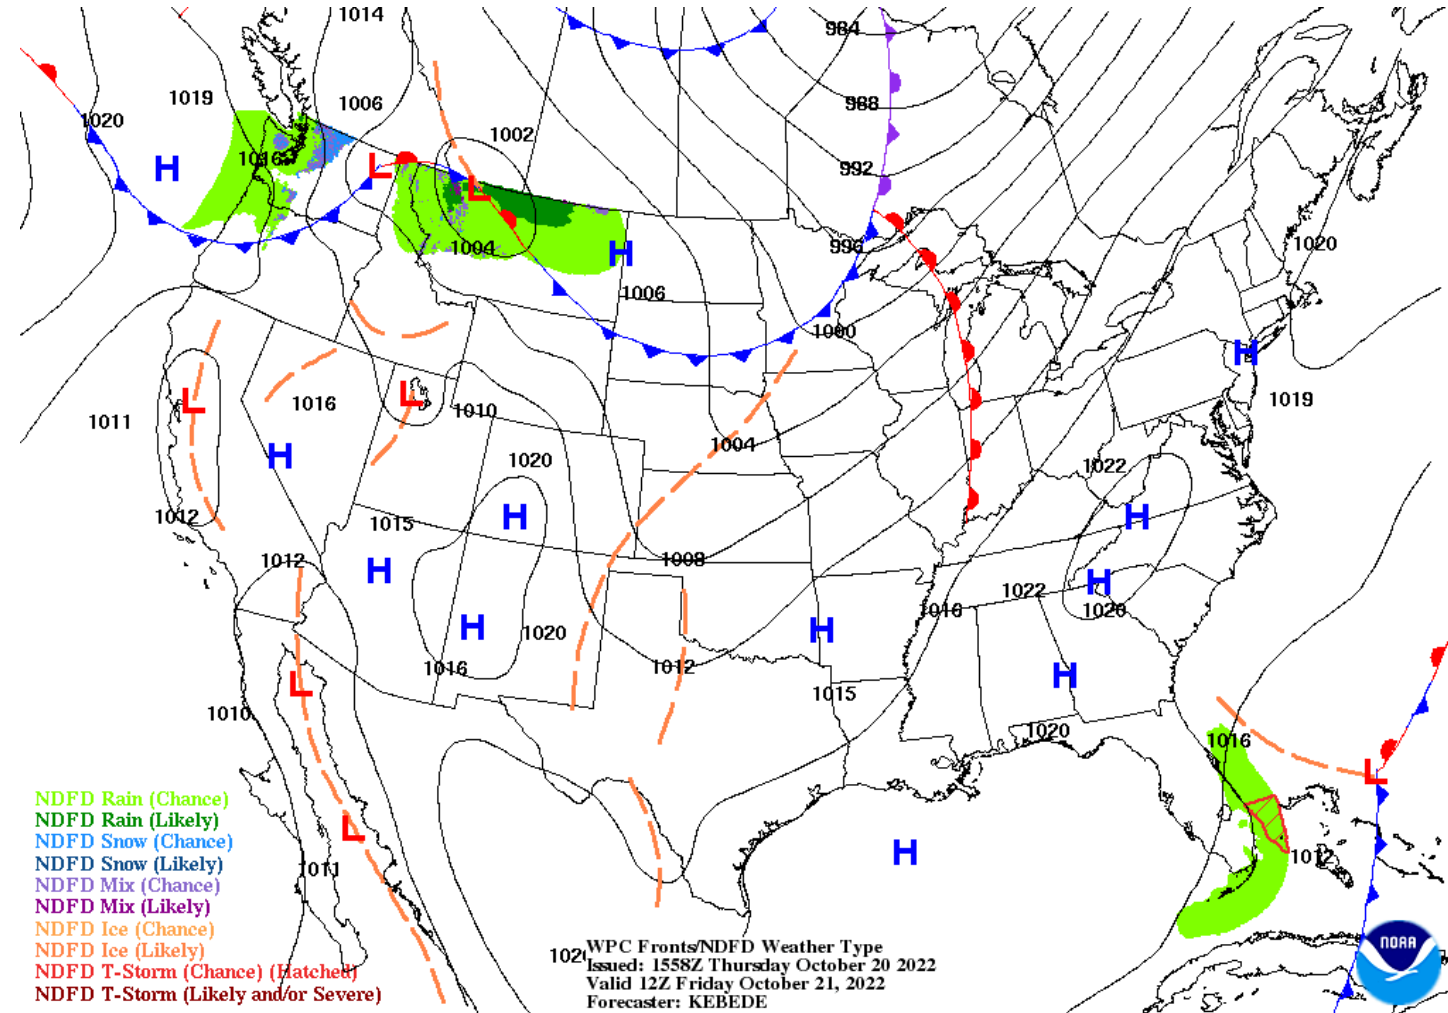 1014
984
1019
1006
988
1020
1002
1016
992
996
1020
1004
1006
1000
1016
1010
1019
1011
1004
1020
1022
1012
1015
1012
1008
1022
1016
1020
1020
1016
1012
1015
1010
1020
1016
1012
1011
H
L
L
H
H
L
L
H
H
H
H
H
H
H
H
L
H
L
L
H
NDFD Rain (Chance)
NDFD Rain (Likely)
NDFD Snow (Chance)
NDFD Snow (Likely)
NDFD Mix (Chance)
NDFD Mix (Likely)
NDFD Ice (Chance)
NDFD Ice (Likely)
NDFD T-Storm (Chance) (Hatched)
NDFD T-Storm (Likely and/or Severe)
WPC Fronts/NDFD Weather Type
Issued: 1558Z Thursday October 20 2022
Valid 12Z Friday October 21, 2022
Forecaster: KEBEDE
NOAA